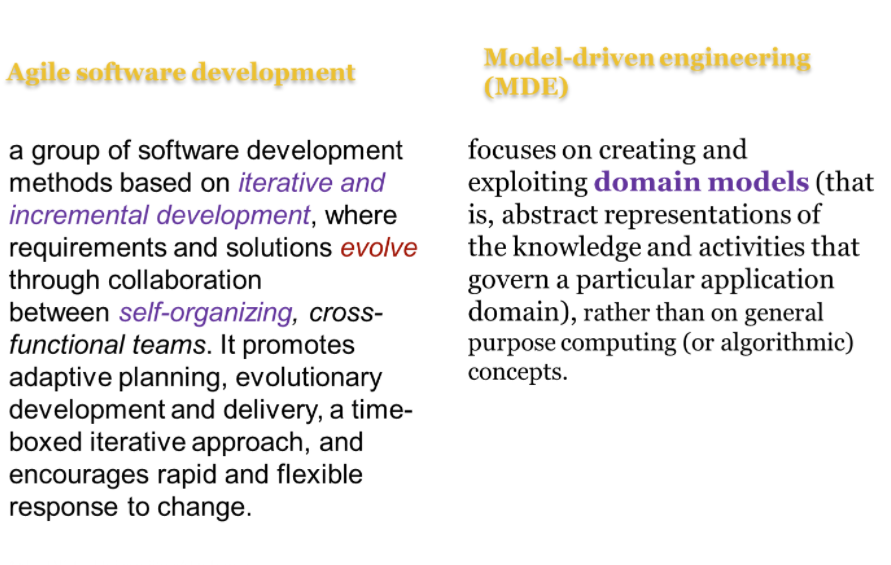 Agile software development
a group of software development
methods based on iterative and
incremental development, where
requirements and solutions evolve
through collaboration
between self-organizing, cross-
functional teams. It promotes
adaptive planning, evolutionary
development and delivery, a time-
boxed iterative approach, and
encourages rapid and flexible
response to change.
Model-driven engineering
(MDE)
focuses on creating and
exploiting domain models (that
is, abstract representations of
the knowledge and activities that
govern a particular application
domain), rather than on general
purpose computing (or algorithmic)
concepts.